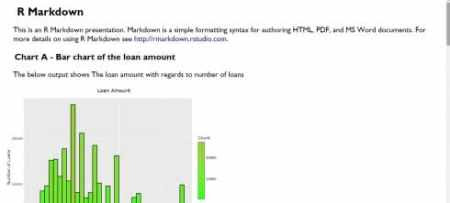 R Markdown
This is an R Markdown presentation. Markdown is a simple formatting syntax for authoring HTML, PDF, and MS Word documents. For
more details on using R Markdown see http://rmarkdown.rstudio.com.
Chart A - Bar chart of the loan amount
The below output shows The loan amount with regards to number of loans
Loan Amount
Count
Number of Loans